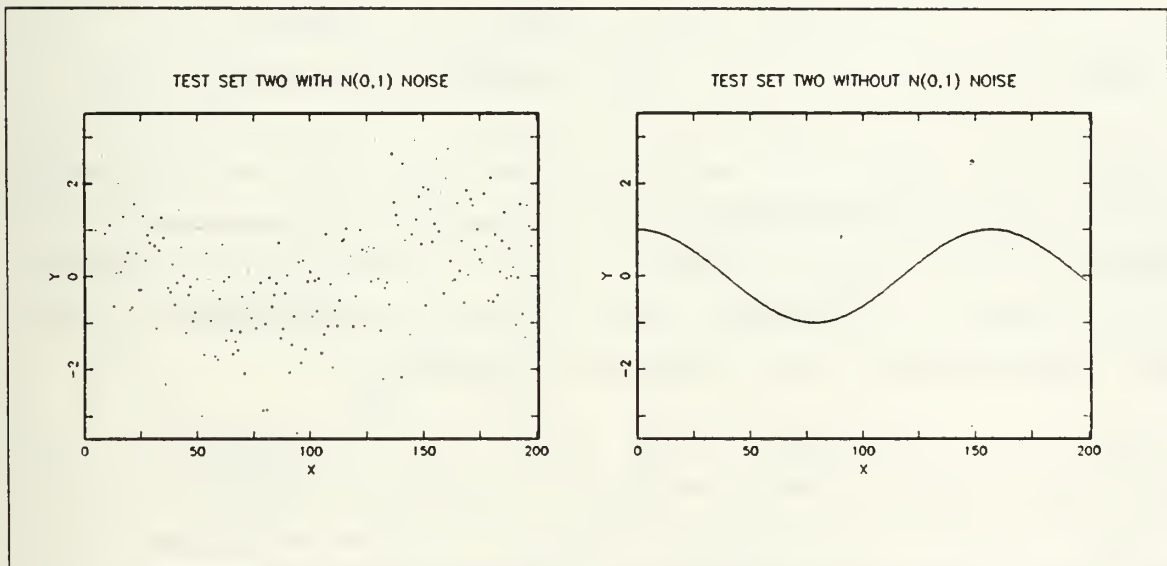 TEST SET TWO WITH N(0,1) NOISE
2
Y 0
-2
0 50 100 150 200
X
TEST SET TWO WITHOUT N(0,1) NOISE
2
Y 0
-2
0 50 100 150 200
X